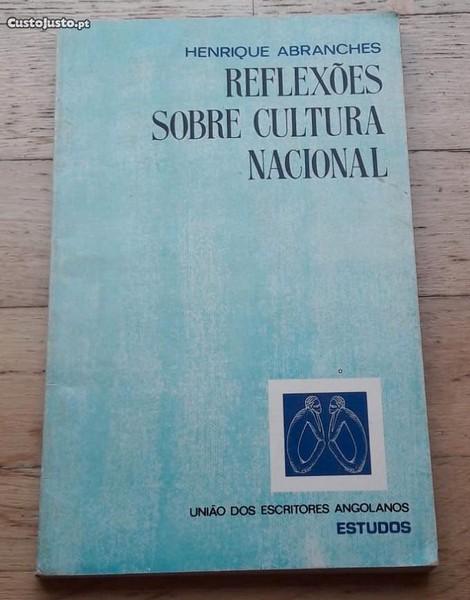 CustoJusto.pt
HENRIQUE ABRANCHES
REFLEXÕES
SOBRE CULTURA
NACIONAL
UNIÃO DOS ESCRITORES ANGOLANOS
ESTUDOS